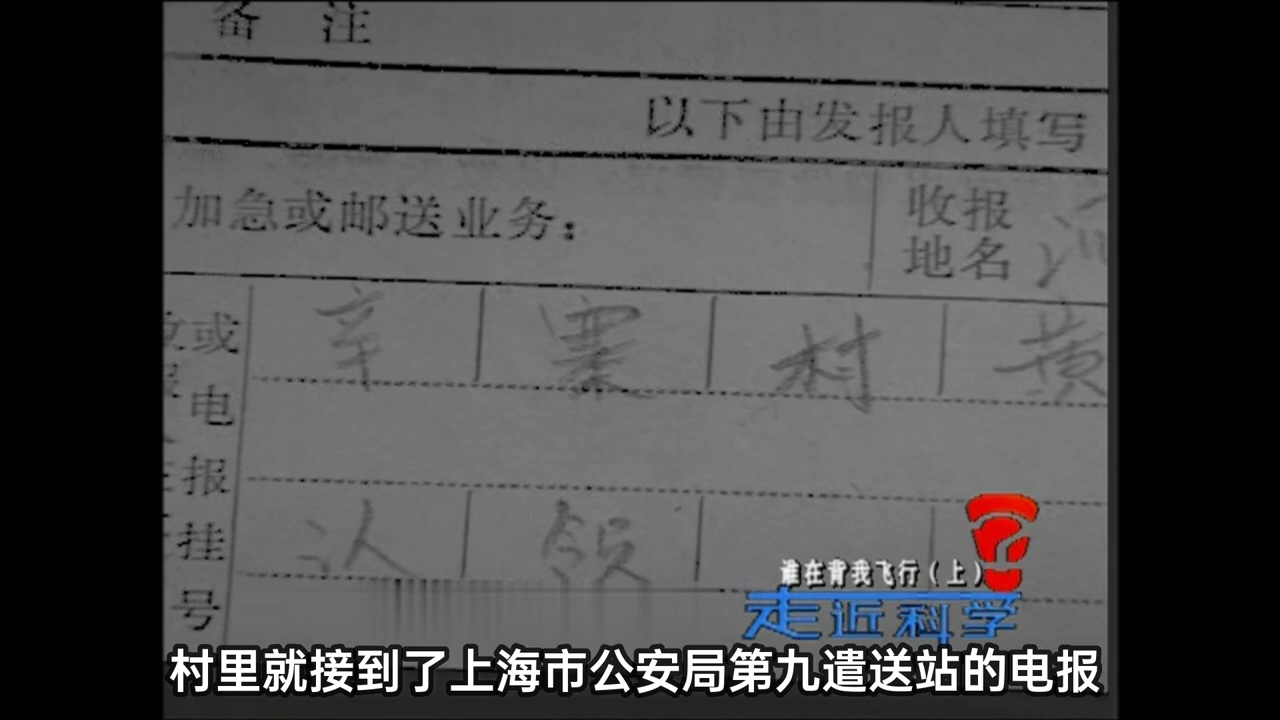 备 注
以下由发报人填写
加急或邮送业务：
收报
地名
辛 寨 村 黄
或
电
报
挂
号
认 领
谁在背我飞行（上）
走近科学
村里就接到了上海市公安局第九遣送站的电报